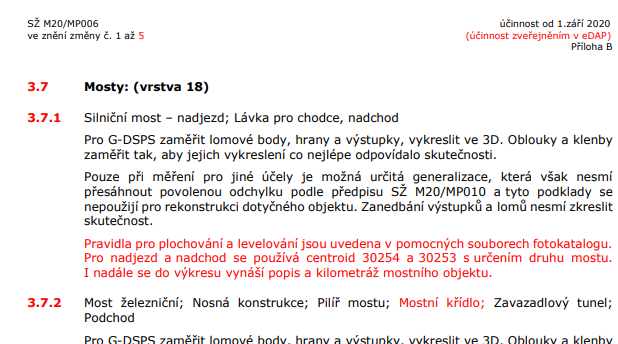 SŽ M20/MP006
účinnost od 1.září 2020
ve znění změny č. 1 až 5
(účinnost zveřejněním v eDAP)
Příloha B
3.7 Mosty: (vrstva 18)
3.7.1 Silniční most – nadjezd; Lávka pro chodce, nadchod
Pro G-DSPS zaměřit lomové body, hrany a výstupky, vykreslit ve 3D. Oblouky a klenby
zaměřit tak, aby jejich vykreslení co nejlépe odpovídalo skutečnosti.
Pouze při měření pro jiné účely je možná určitá generalizace, která však nesmí
přesáhnout povolenou odchylku podle předpisu SŽ M20/MP010 a tyto podklady se
nepoužijí pro rekonstrukci dotyčného objektu. Zanedbání výstupků a lomů nesmí zkreslit
skutečnost.
Pravidla pro plochování a levelování jsou uvedena v pomocných souborech fotokatalogu.
Pro nadjezd a nadchod se používá centroid 30254 a 30253 s určením druhu mostu.
I nadále se do výkresu vynáší popis a kilometráž mostního objektu.
3.7.2 Most železniční; Nosná konstrukce; Pilíř mostu; Mostní křídlo; Zavazadlový tunel;
Podchod
Pro G-DSPS zaměřit lomové body, hrany a výstupky, vykreslit ve 3D. Oblouky a klenby